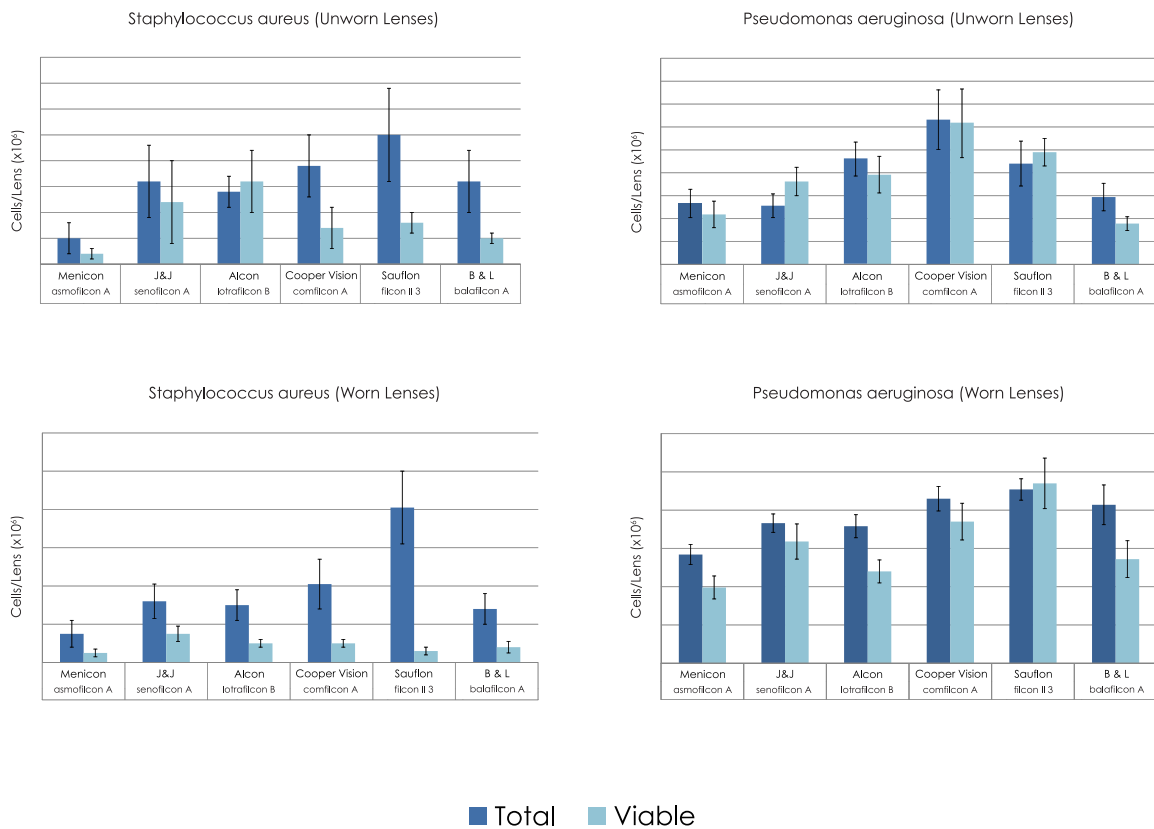 Staphylococcus aureus (Unworn Lenses)
Cells/Lens (x10⁶)
Menicon J&J Alcon Cooper Vision Sauflon B & L
asmofilcon A senofilcon A lotrafilcon B comfilcon A filcon II 3 balafilcon A
Pseudomonas aeruginosa (Unworn Lenses)
Cells/Lens (x10⁶)
Menicon J&J Alcon Cooper Vision Sauflon B & L
asmofilcon A senofilcon A lotrafilcon B comfilcon A filcon II 3 balafilcon A
Staphylococcus aureus (Worn Lenses)
Cells/Lens (x10⁶)
Menicon J&J Alcon Cooper Vision Sauflon B & L
asmofilcon A senofilcon A lotrafilcon B comfilcon A filcon II 3 balafilcon A
Pseudomonas aeruginosa (Worn Lenses)
Cells/Lens (x10⁶)
Menicon J&J Alcon Cooper Vision Sauflon B & L
asmofilcon A senofilcon A lotrafilcon B comfilcon A filcon II 3 balafilcon A
Total Viable